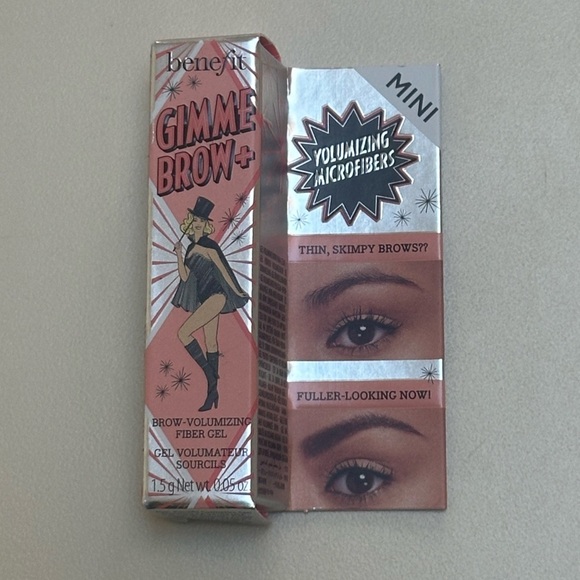 benefit
GIMME
BROW+
BROW-VOLUMIZING
FIBER GEL
GEL VOLUMATEUR
SOURCILS
1.5 g Net wt. 0.05 oz
MINI
VOLUMIZING
MICROFIBERS
THIN, SKIMPY BROWS??
FULLER-LOOKING NOW!